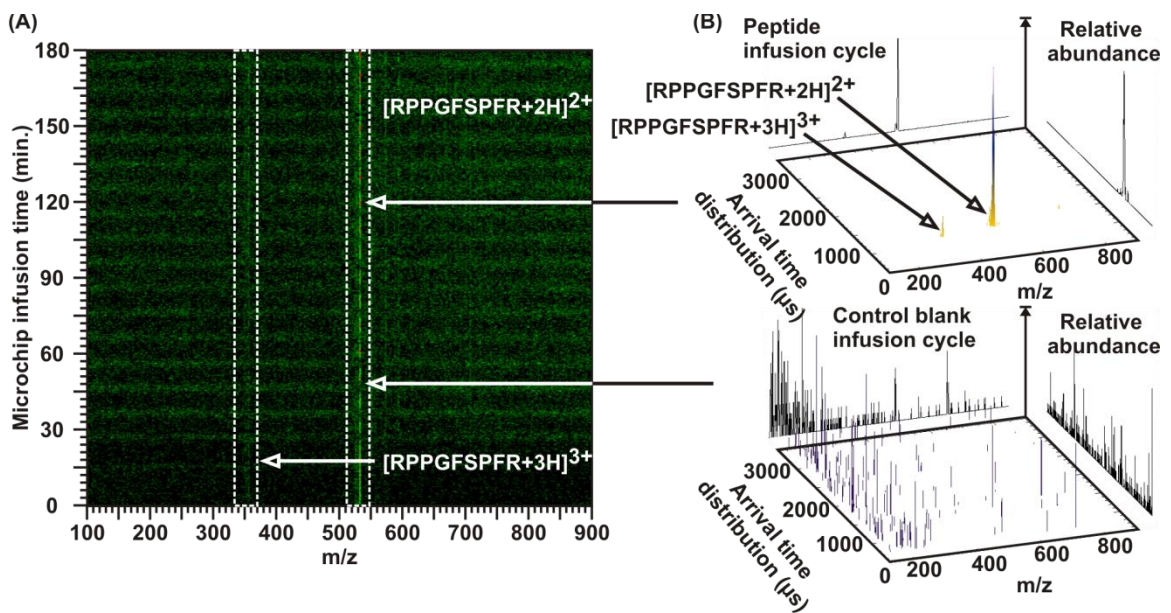 (A)
Microchip infusion time (min.)
180
150
120
90
60
30
0
[RPPGFSPFR+2H]2+
[RPPGFSPFR+3H]3+
100 200 300 400 500 600 700 800 900
m/z
(B)
Peptide
infusion cycle
Relative
abundance
[RPPGFSPFR+2H]2+
[RPPGFSPFR+3H]3+
3000
2000
1000
0
Arrival time
distribution (µs)
200 400 600 800
m/z
Control blank
infusion cycle
Relative
abundance
3000
2000
1000
0
Arrival time
distribution (µs)
200 400 600 800
m/z